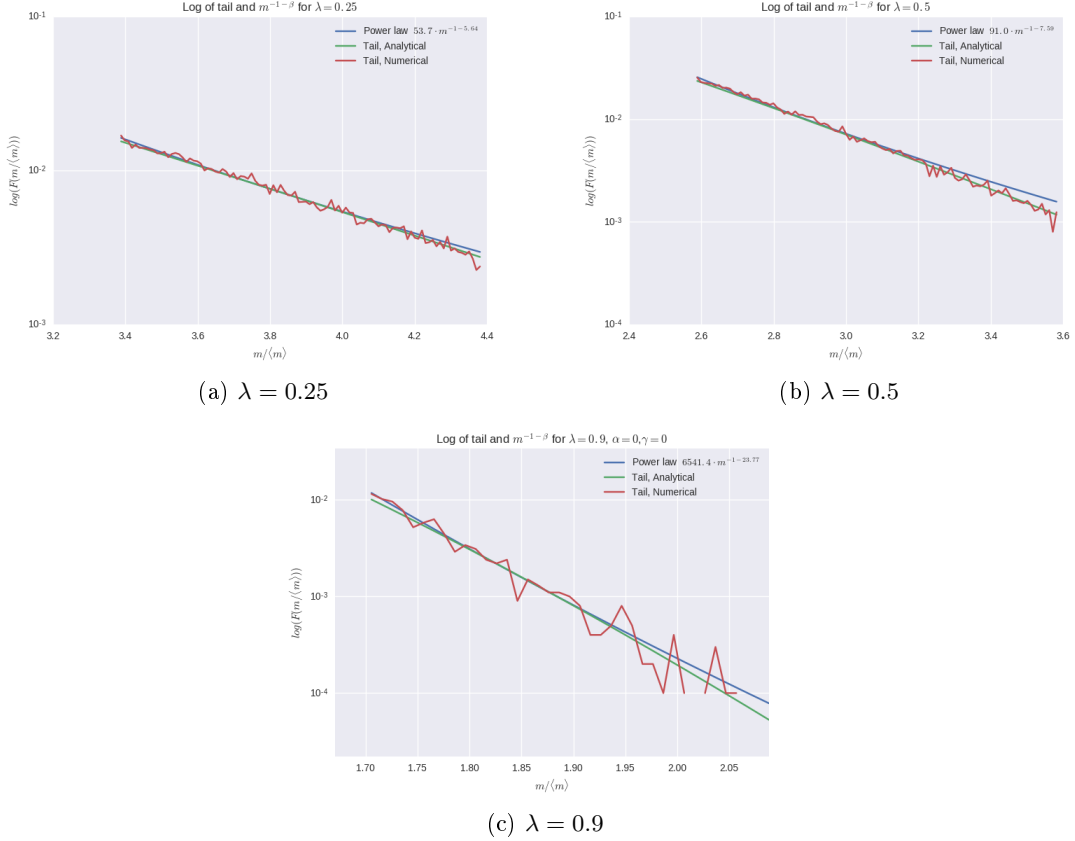 Log of tail and m^{-1-β} for λ=0.25
10^{-1}
10^{-2}
10^{-3}
log(F(m/⟨m⟩))
Power law 53.7·m^{-1-5.64}
Tail, Analytical
Tail, Numerical
3.2 3.4 3.6 3.8 4.0 4.2 4.4
m/⟨m⟩
(a) λ = 0.25
Log of tail and m^{-1-β} for λ=0.5
10^{-1}
10^{-2}
10^{-3}
10^{-4}
log(F(m/⟨m⟩))
Power law 91.0·m^{-1-7.59}
Tail, Analytical
Tail, Numerical
2.4 2.6 2.8 3.0 3.2 3.4 3.6
m/⟨m⟩
(b) λ = 0.5
Log of tail and m^{-1-β} for λ=0.9, α=0,γ=0
10^{-2}
10^{-3}
10^{-4}
log(F(m/⟨m⟩))
Power law 6541.4·m^{-1-23.77}
Tail, Analytical
Tail, Numerical
1.70 1.75 1.80 1.85 1.90 1.95 2.00 2.05
m/⟨m⟩
(c) λ = 0.9